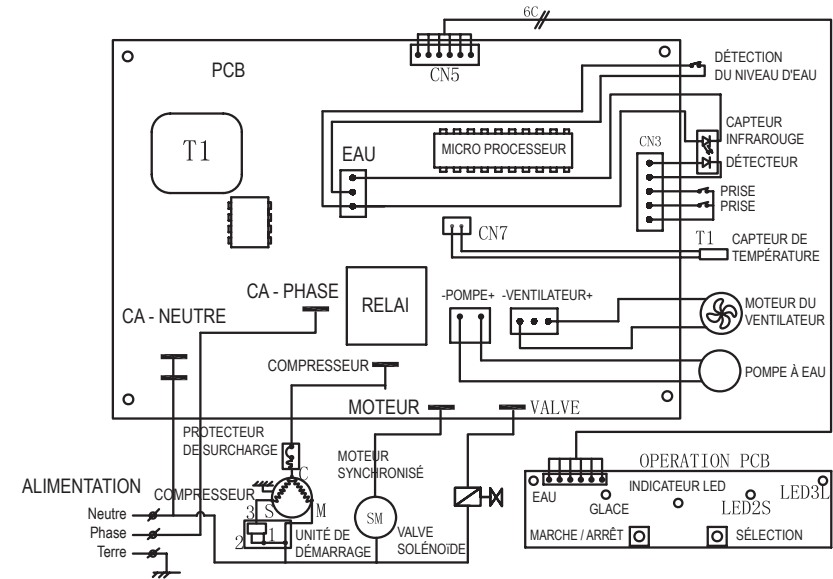 6C
PCB
CN5
DÉTECTION
DU NIVEAU D'EAU
T1
EAU
MICRO PROCESSEUR
CN3
CAPTEUR
INFRAROUGE
DÉTECTEUR
PRISE
PRISE
CN7
T1
CAPTEUR DE
TEMPÉRATURE
CA - PHASE
CA - NEUTRE
RELAI
-POMPE+
-VENTILATEUR+
MOTEUR DU
VENTILATEUR
COMPRESSEUR
POMPE À EAU
MOTEUR
VALVE
PROTECTEUR
DE SURCHARGE
MOTEUR
SYNCHRONISÉ
C
COMPRESSEUR
S
M
3
2
1
UNITÉ DE
DÉMARRAGE
SM
VALVE
SOLÉNOÏDE
ALIMENTATION
Neutre
Phase
Terre
OPERATION PCB
EAU
GLACE
INDICATEUR LED
LED2S
LED3L
MARCHE / ARRÊT
SÉLECTION